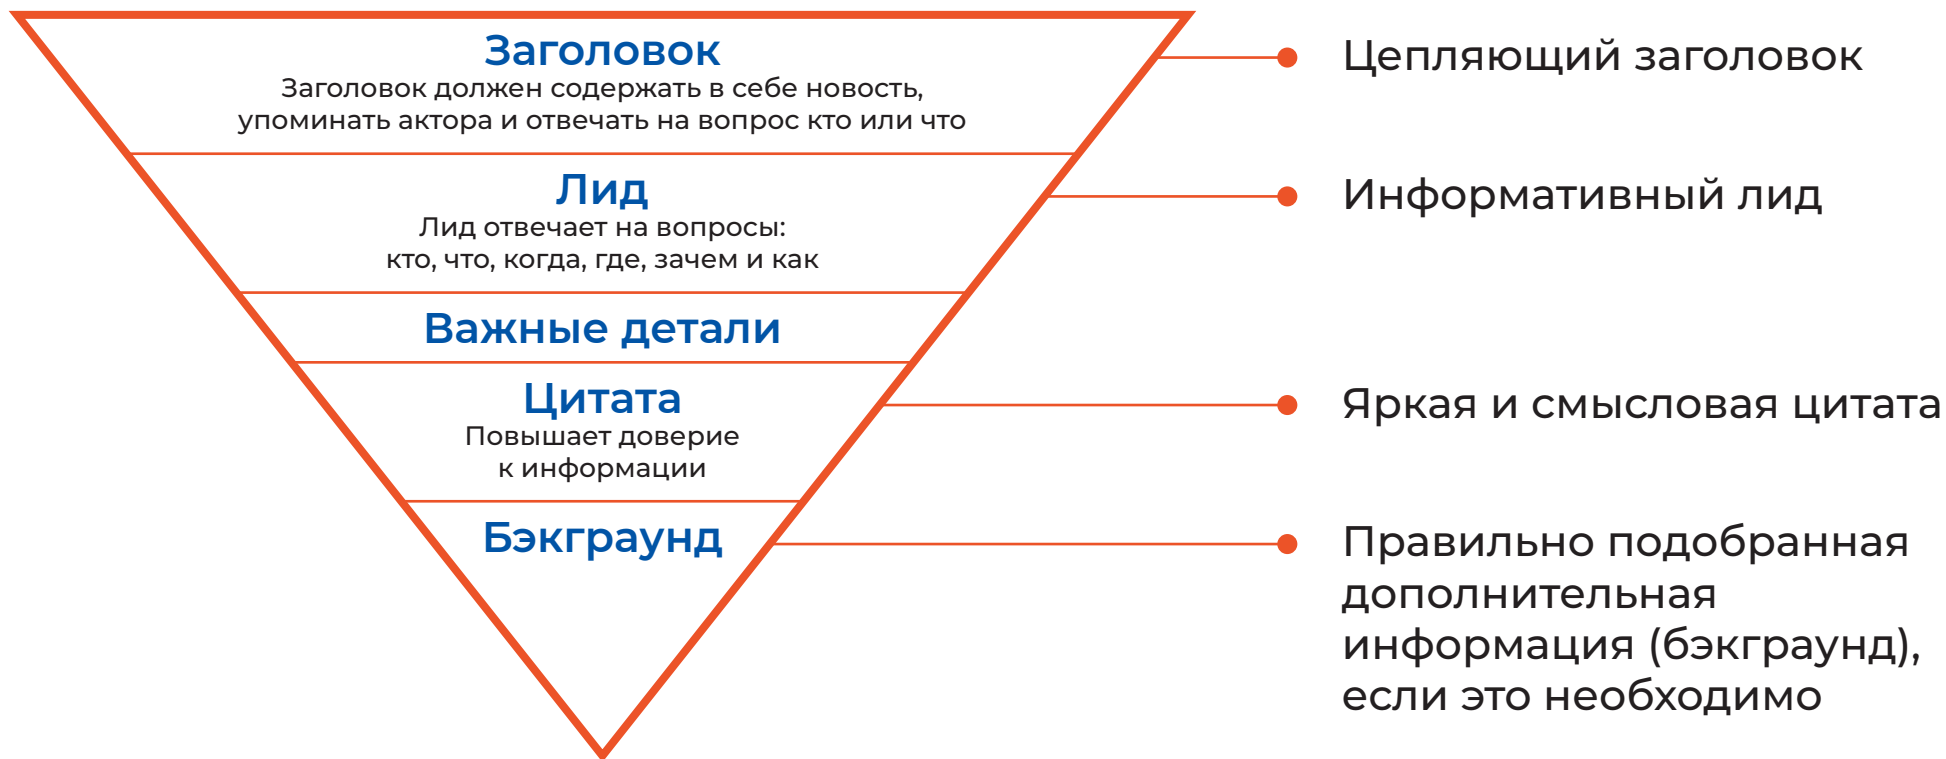 Заголовок
Заголовок должен содержать в себе новость,
упоминать актора и отвечать на вопрос кто или что
Цепляющий заголовок
Лид
Лид отвечает на вопросы:
кто, что, когда, где, зачем и как
Информативный лид
Важные детали
Цитата
Повышает доверие
к информации
Яркая и смысловая цитата
Бэкграунд
Правильно подобранная
дополнительная
информация (бэкграунд),
если это необходимо